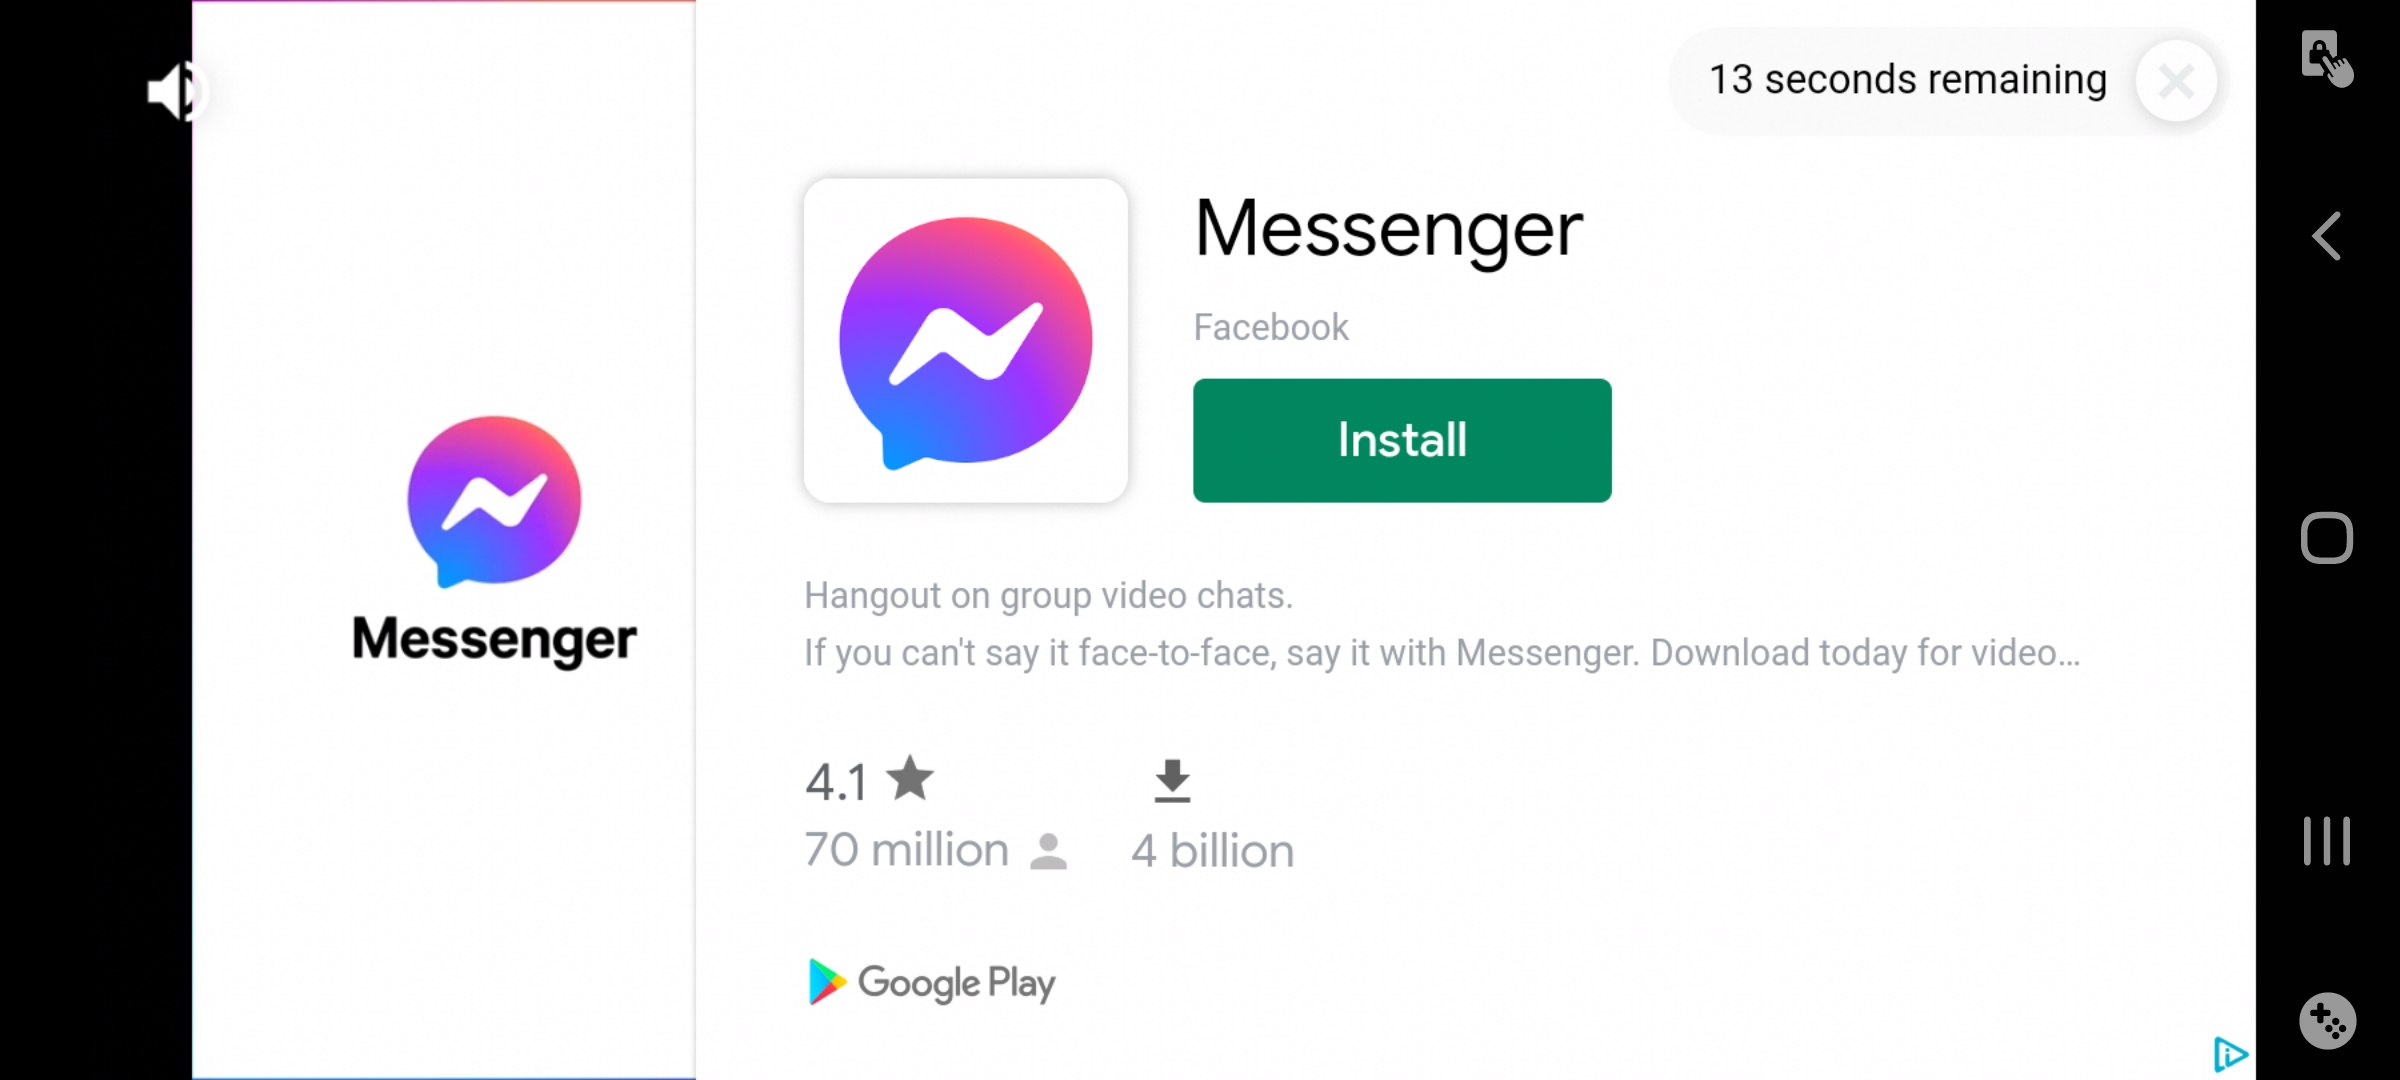 13 seconds remaining
Messenger
Facebook
Install
Messenger
Hangout on group video chats.
If you can't say it face-to-face, say it with Messenger. Download today for video...
4.1
70 million
4 billion
Google Play